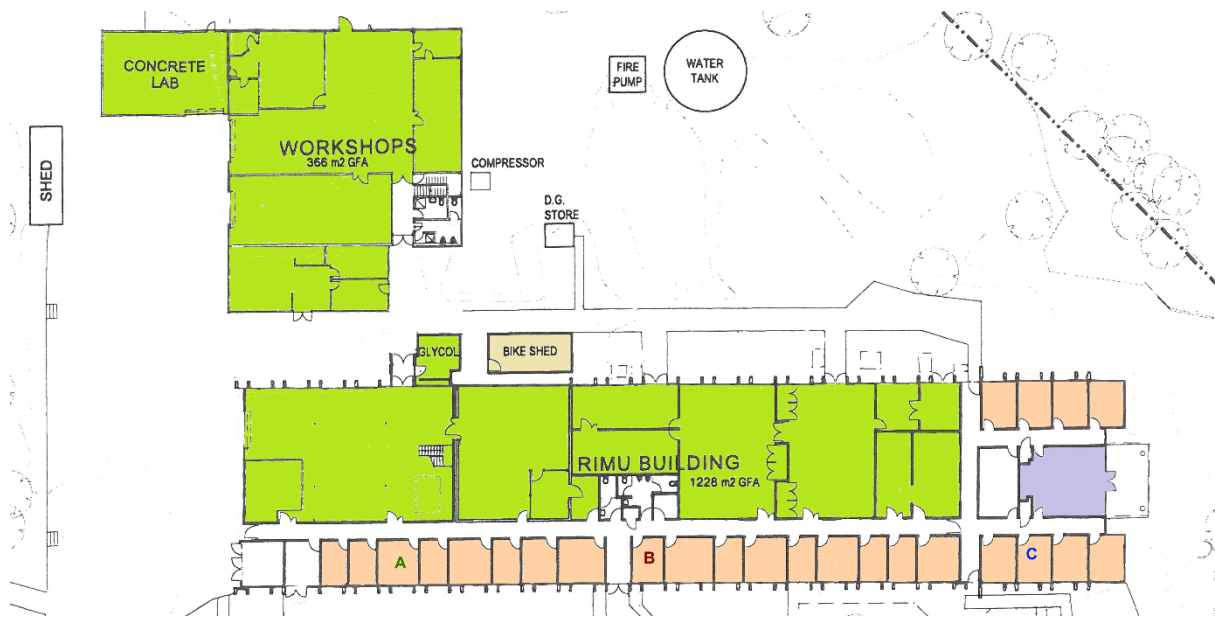 CONCRETE
LAB
FIRE
PUMP
WATER
TANK
WORKSHOPS
366 m2 GFA
COMPRESSOR
SHED
D.G.
STORE
GLYCOL
BIKE SHED
RIMU BUILDING
1228 m2 GFA
A
B
C